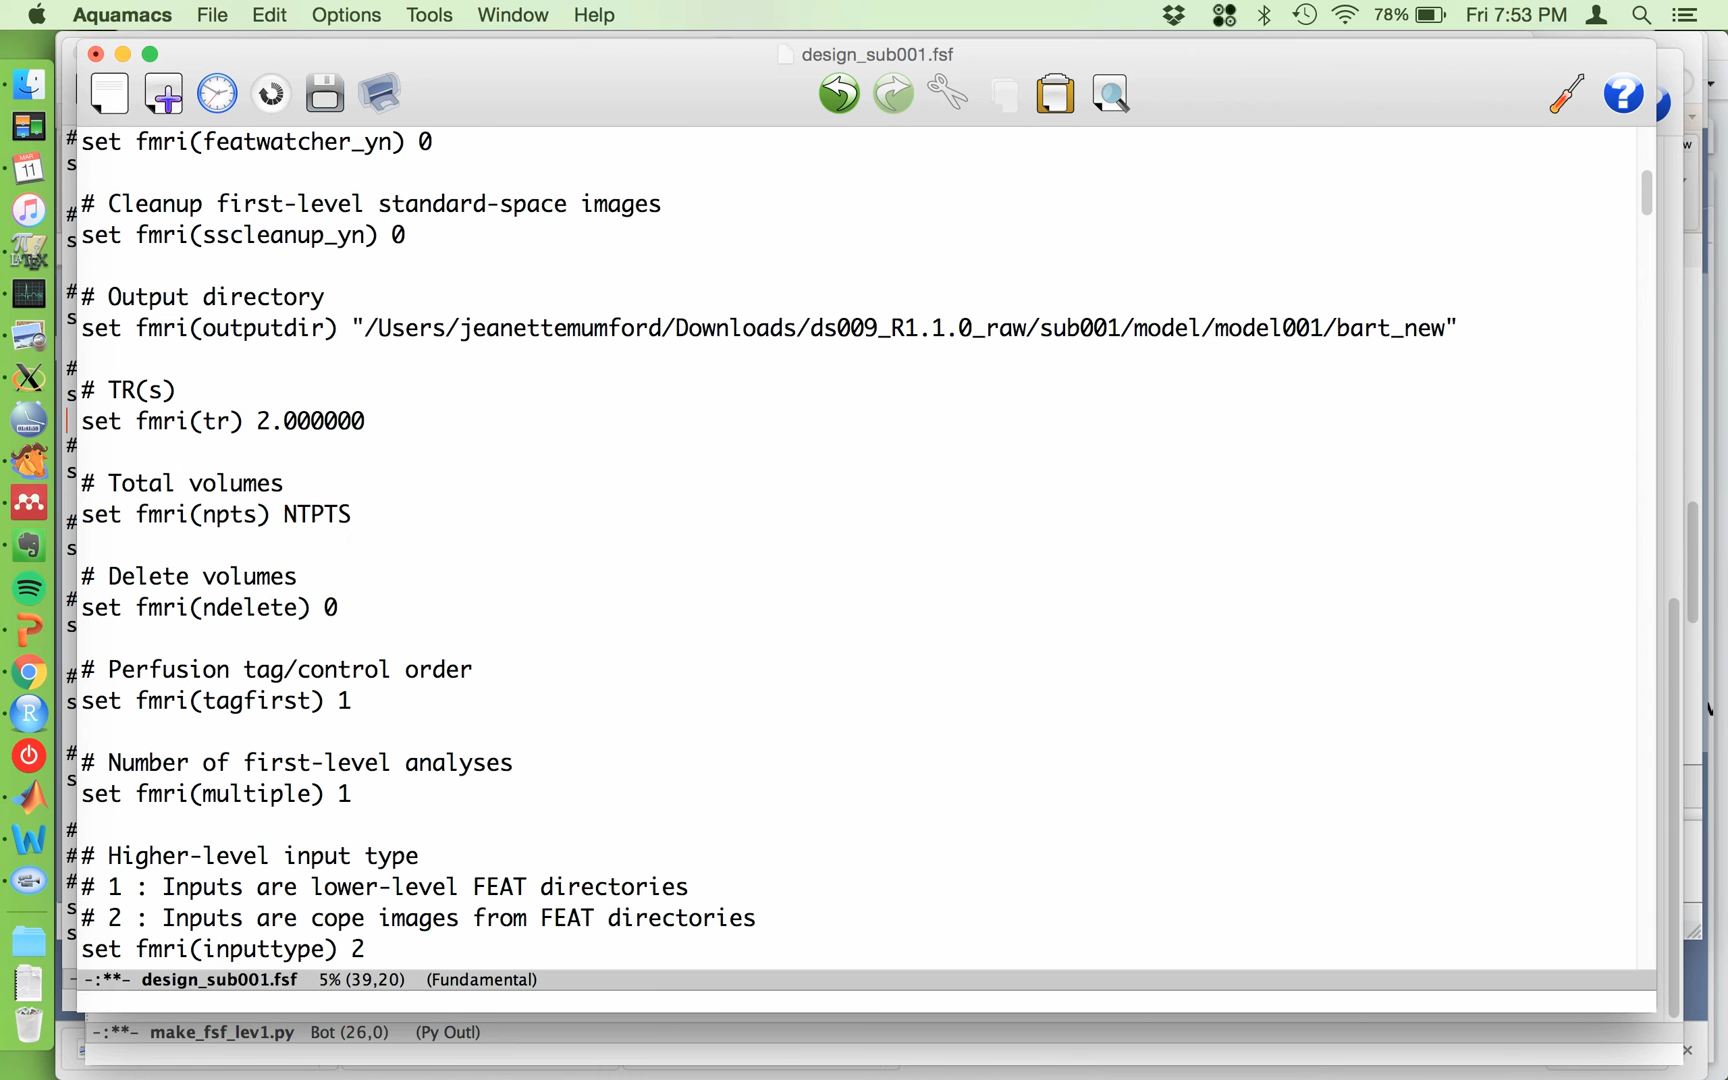 Aquamacs File Edit Options Tools Window Help 78% Fri 7:53 PM
design_sub001.fsf
set fmri(featwatcher_yn) 0
# Cleanup first-level standard-space images
set fmri(sscleanup_yn) 0
# Output directory
set fmri(outputdir) "/Users/jeanettemumford/Downloads/ds009_R1.1.0_raw/sub001/model/model001/bart_new"
# TR(s)
set fmri(tr) 2.000000
# Total volumes
set fmri(npts) NTPTS
# Delete volumes
set fmri(ndelete) 0
# Perfusion tag/control order
set fmri(tagfirst) 1
# Number of first-level analyses
set fmri(multiple) 1
## Higher-level input type
# 1 : Inputs are lower-level FEAT directories
# 2 : Inputs are cope images from FEAT directories
set fmri(inputtype) 2
-:**- design_sub001.fsf 5% (39,20) (Fundamental)
-:**- make_fsf_lev1.py Bot (26,0) (Py Outl)
MAR
11